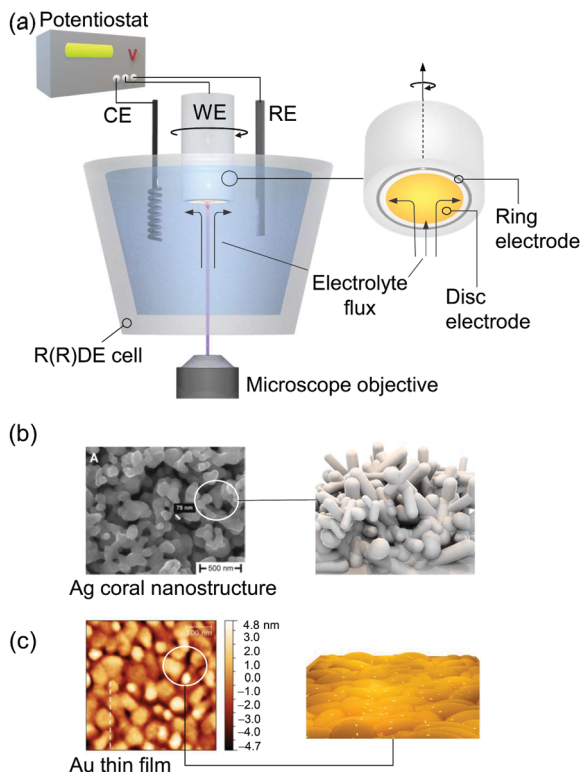 (a)
Potentiostat
V
CE
WE
RE
Ring
electrode
Electrolyte
flux
Disc
electrode
R(R)DE cell
Microscope objective
(b)
A
75 nm
500 nm
Ag coral nanostructure
(c)
100 nm
4.8 nm
3.0
2.0
1.0
0.0
−1.0
−2.0
−3.0
−4.7
Au thin film